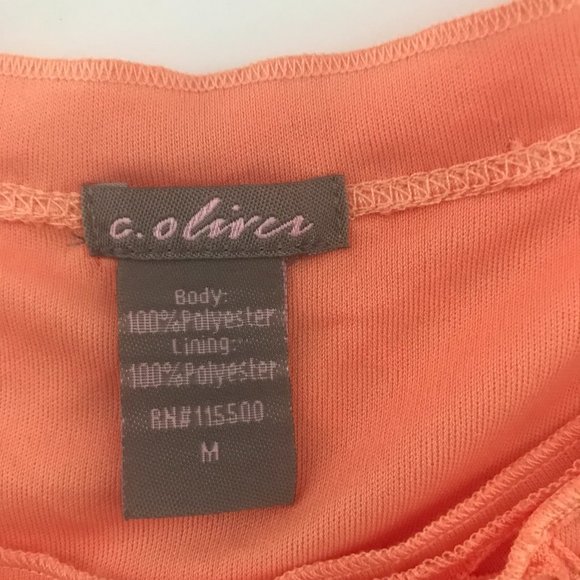 a.oliver
Body:
100%Polyester
Lining:
100%Polyester
RN#115500
M